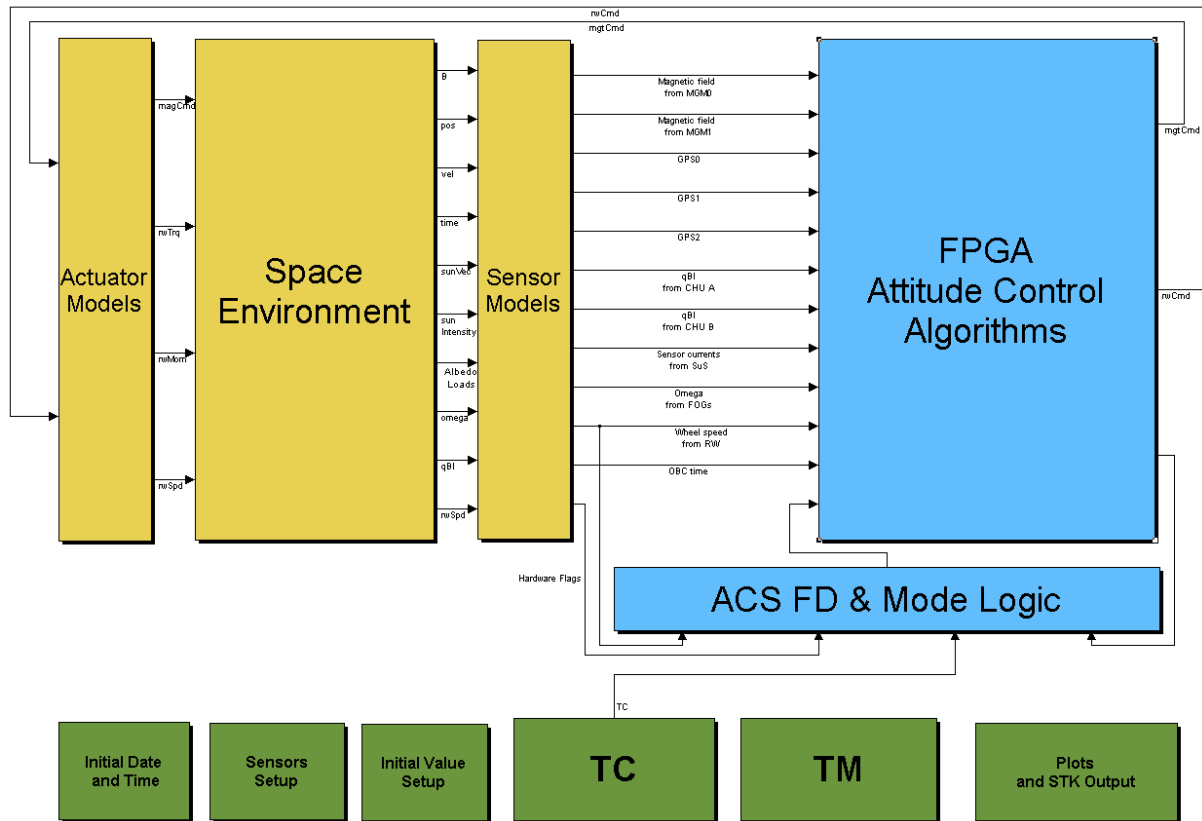 rwCmd
mgtCmd
Actuator
Models
magCmd
rwTrq
rwMom
rwSpd
Space
Environment
B
pos
vel
time
sunVec
sun
Intensity
Albedo
Loads
omega
qBI
rwSpd
Sensor
Models
Magnetic field
from MGM0
Magnetic field
from MGM1
GPS0
GPS1
GPS2
qBI
from CHU A
qBI
from CHU B
Sensor currents
from SuS
Omega
from FOGs
Wheel speed
from RW
OBC time
Hardware Flags
FPGA
Attitude Control
Algorithms
mgtCmd
rwCmd
ACS FD & Mode Logic
TC
Initial Date
and Time
Sensors
Setup
Initial Value
Setup
TC
TM
Plots
and STK Output